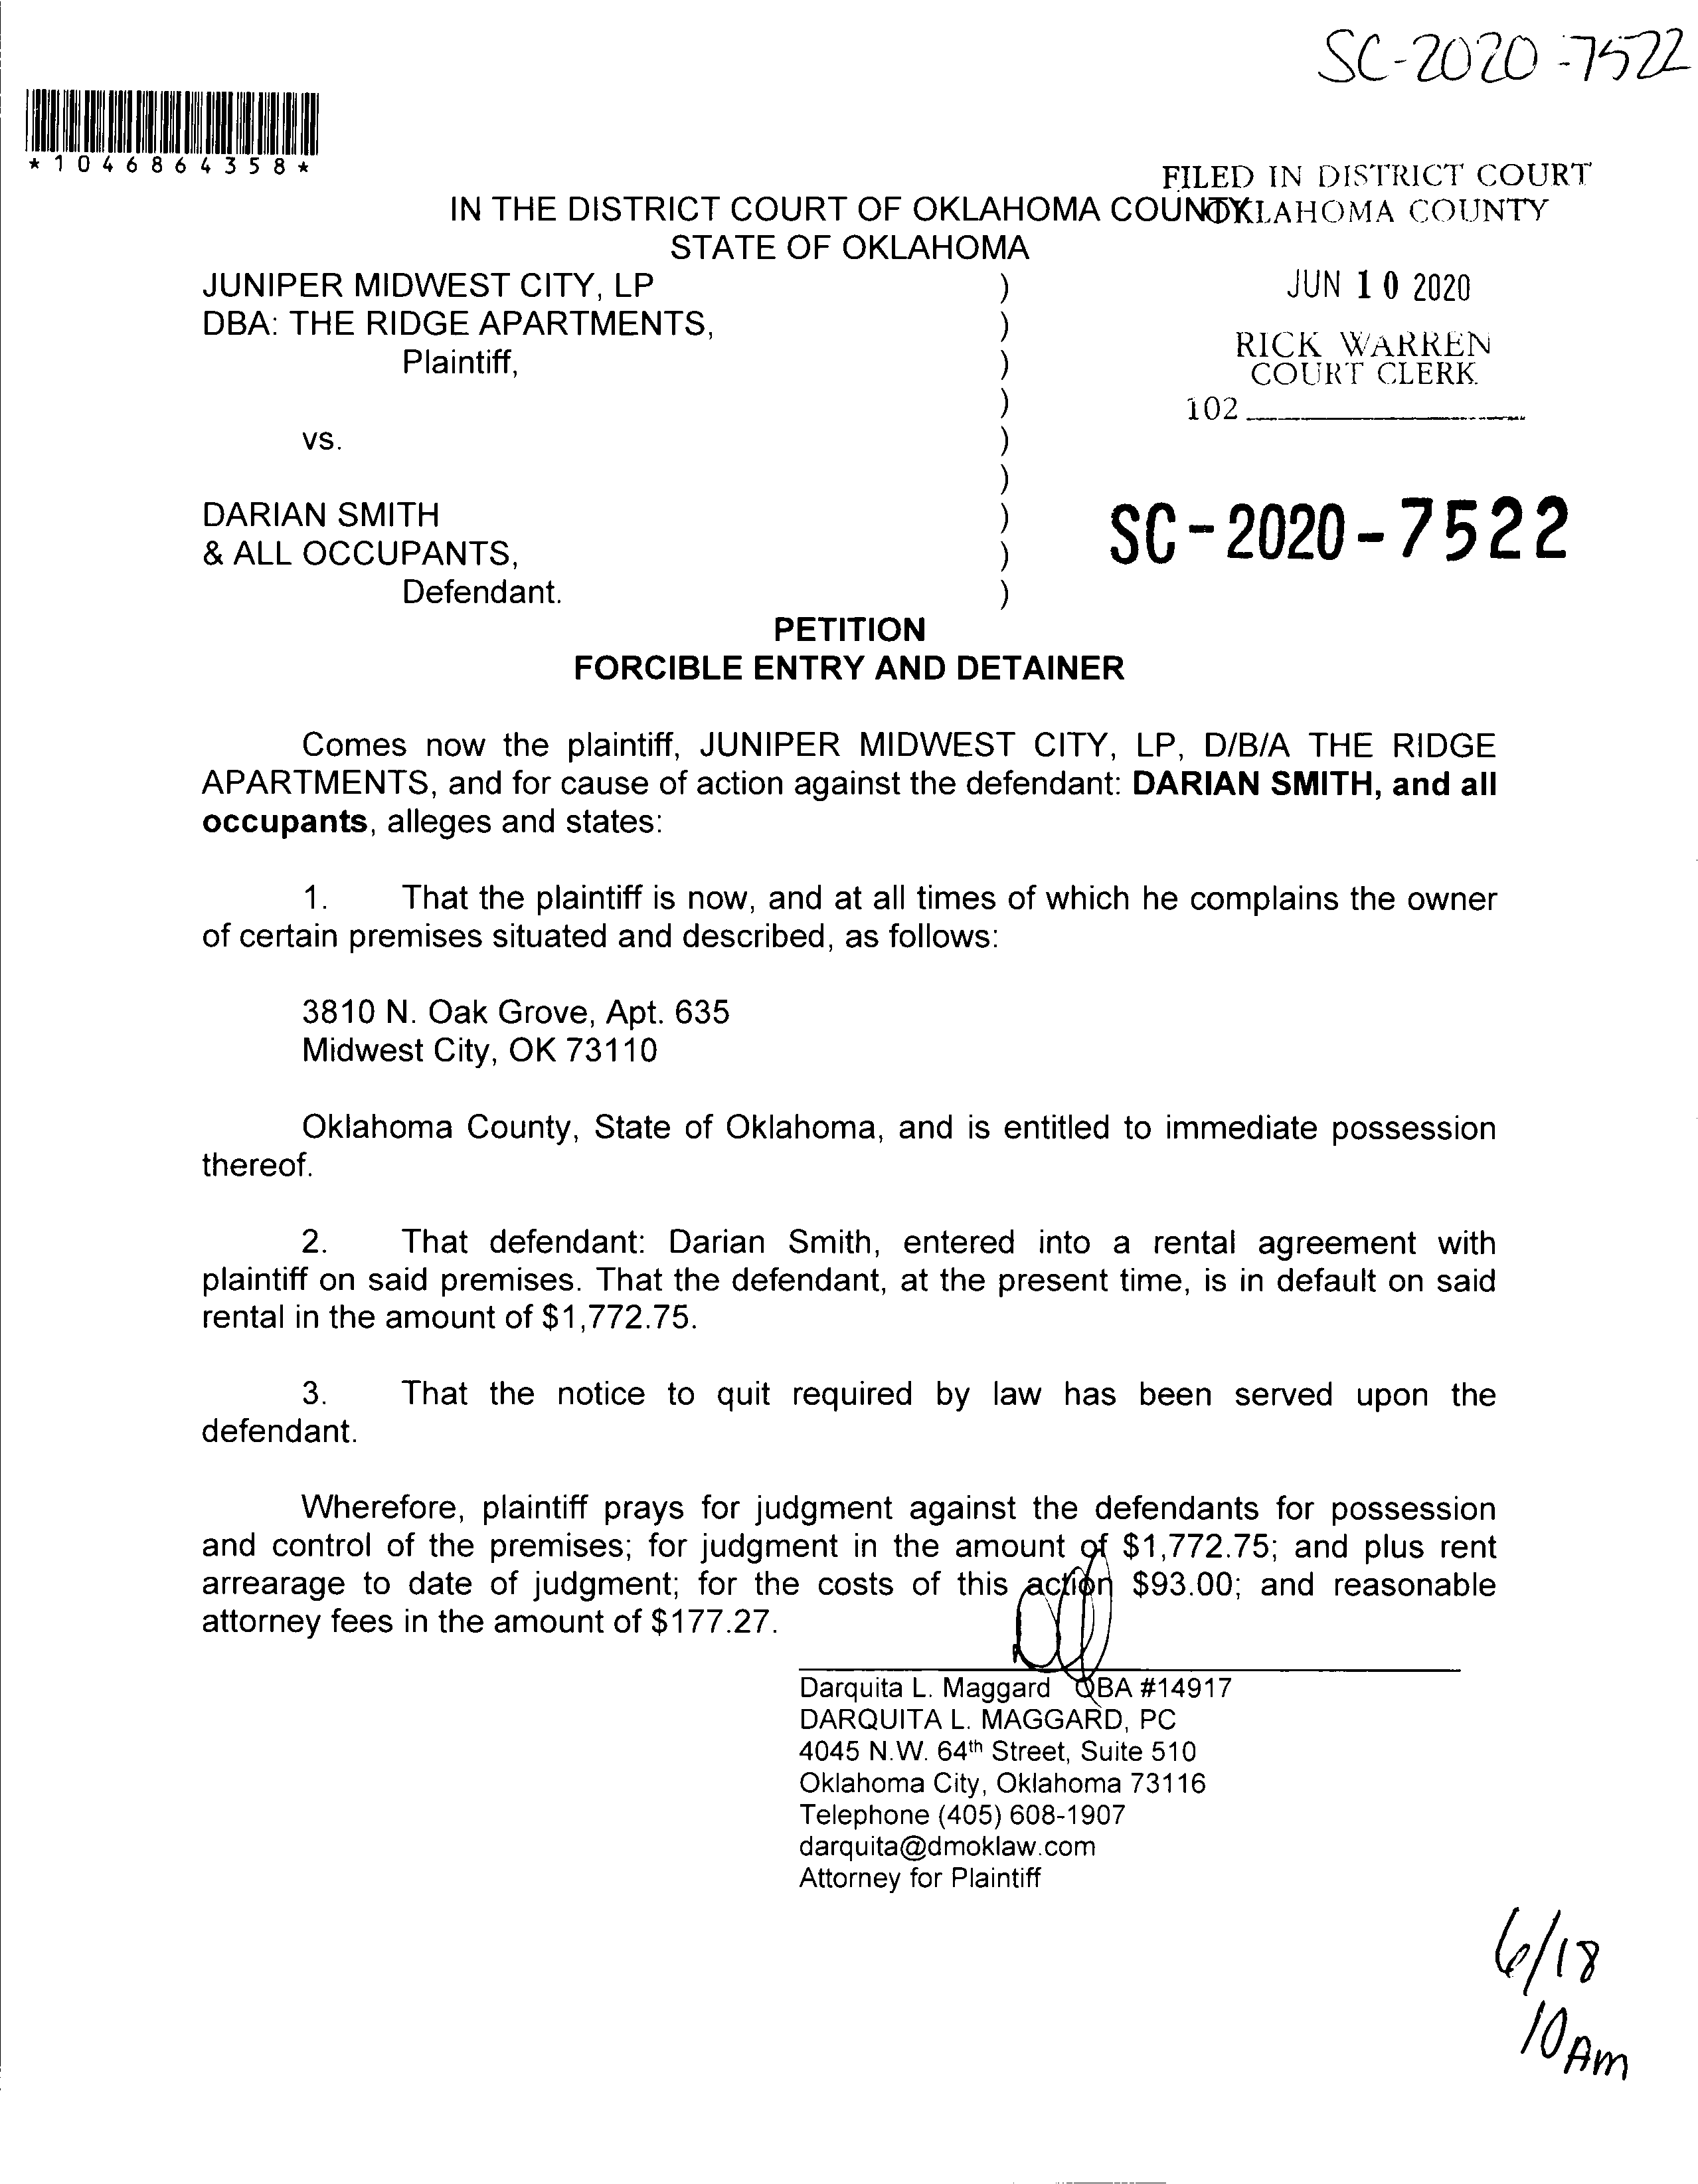 SC-2020-7522
*1046864358*
FILED IN DISTRICT COURT
OKLAHOMA COUNTY
IN THE DISTRICT COURT OF OKLAHOMA COUNTY
STATE OF OKLAHOMA
JUNIPER MIDWEST CITY, LP )
DBA: THE RIDGE APARTMENTS, )
Plaintiff, )
)
vs. )
)
DARIAN SMITH )
& ALL OCCUPANTS, )
Defendant. )
JUN 10 2020
RICK WARREN
COURT CLERK
102
SC-2020-7522
PETITION
FORCIBLE ENTRY AND DETAINER
Comes now the plaintiff, JUNIPER MIDWEST CITY, LP, D/B/A THE RIDGE
APARTMENTS, and for cause of action against the defendant: DARIAN SMITH, and all
occupants, alleges and states:
1. That the plaintiff is now, and at all times of which he complains the owner
of certain premises situated and described, as follows:
3810 N. Oak Grove, Apt. 635
Midwest City, OK 73110
Oklahoma County, State of Oklahoma, and is entitled to immediate possession
thereof.
2. That defendant: Darian Smith, entered into a rental agreement with
plaintiff on said premises. That the defendant, at the present time, is in default on said
rental in the amount of $1,772.75.
3. That the notice to quit required by law has been served upon the
defendant.
Wherefore, plaintiff prays for judgment against the defendants for possession
and control of the premises; for judgment in the amount of $1,772.75; and plus rent
arrearage to date of judgment; for the costs of this action $93.00; and reasonable
attorney fees in the amount of $177.27.
Darquita L. Maggard OBA #14917
DARQUITA L. MAGGARD, PC
4045 N.W. 64th Street, Suite 510
Oklahoma City, Oklahoma 73116
Telephone (405) 608-1907
darquita@dmoklaw.com
Attorney for Plaintiff
6/18
10 Am